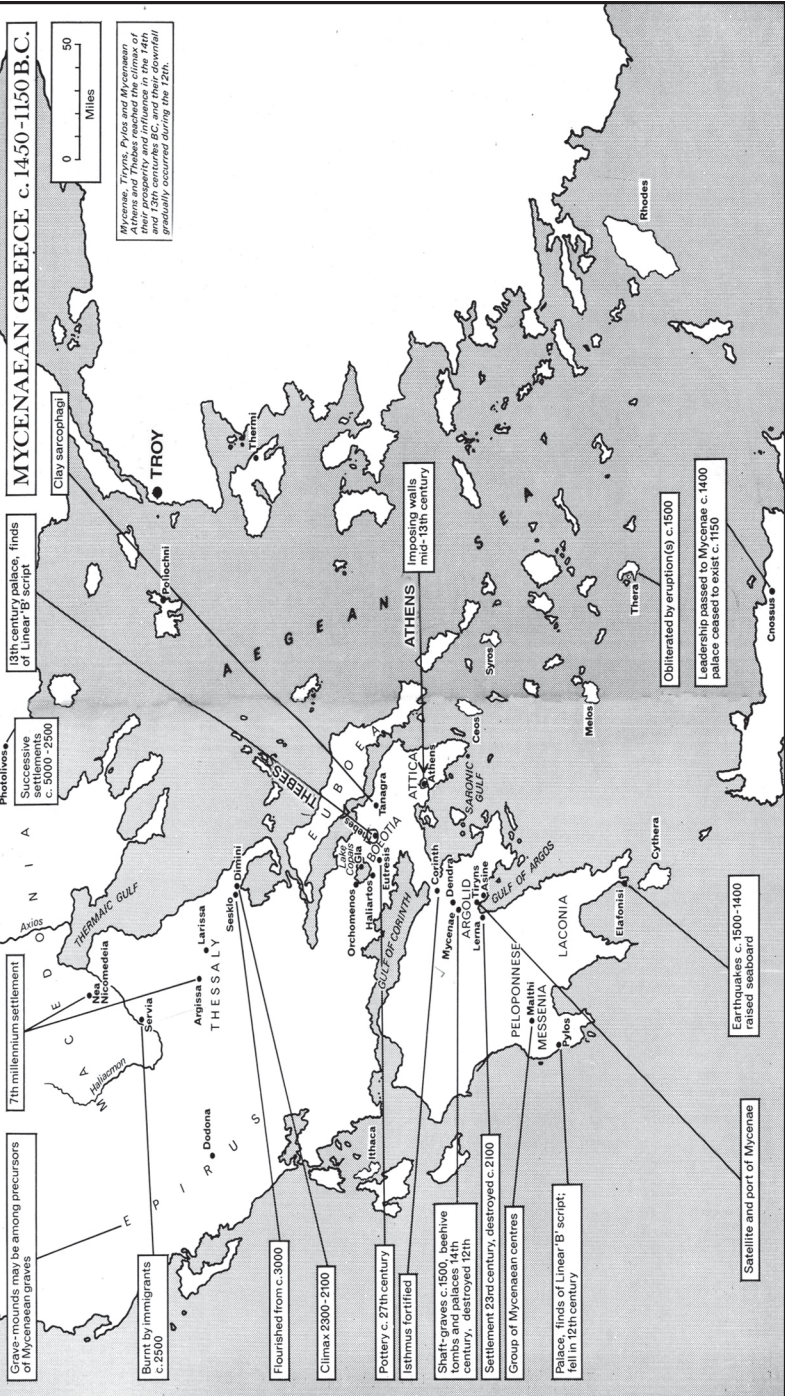 MYCENAEAN GREECE c. 1450-1150 B.C.
0 50
Miles
Mycenae, Tiryns, Pylos and Mycenaean
Athens and Thebes reached the climax of
their prosperity and influence in the 14th
and 13th centuries BC, and their downfall
gradually occurred during the 12th.
Grave-mounds may be among precursors
of Mycenaean graves
7th millennium settlement
Photolivos
Successive
settlements
c. 5000-2500
13th century palace, finds
of Linear 'B' script
Clay sarcophagi
MACEDONIA
Axios
Haliacmon
Nea
Nicomedeia
THERMAIC GULF
Servia
EPIRUS
Dodona
Argissa
Larissa
THESSALY
Sesklo
Dimini
Poliochni
TROY
Thermi
AEGEAN SEA
THEBES
EUBOEA
Lake
Copais
Orchomenos
Gla
Haliartos
Thebes
Eutresis
BOEOTIA
Tanagra
ATTICA
Athens
ATHENS
Imposing walls
mid-13th century
GULF OF CORINTH
Corinth
Mycenae
Dendra
ARGOLID
Tiryns
Lerna
Asine
GULF OF ARGOS
SARONIC
GULF
Ceos
Syros
Melos
Thera
Rhodes
Ithaca
PELOPONNESE
Malthi
MESSENIA
Pylos
LACONIA
Elafonisi
Cythera
Cnossus
Burnt by immigrants
c.2500
Flourished from c.3000
Climax 2300-2100
Pottery c. 27th century
Isthmus fortified
Shaft-graves c.1500, beehive
tombs and palaces 14th
century, destroyed 12th
Settlement 23rd century, destroyed c.2100
Group of Mycenaean centres
Palace, finds of Linear 'B' script;
fell in 12th century
Satellite and port of Mycenae
Earthquakes c.1500-1400
raised seaboard
Obliterated by eruption(s) c.1500
Leadership passed to Mycenae c.1400
palace ceased to exist c.1150